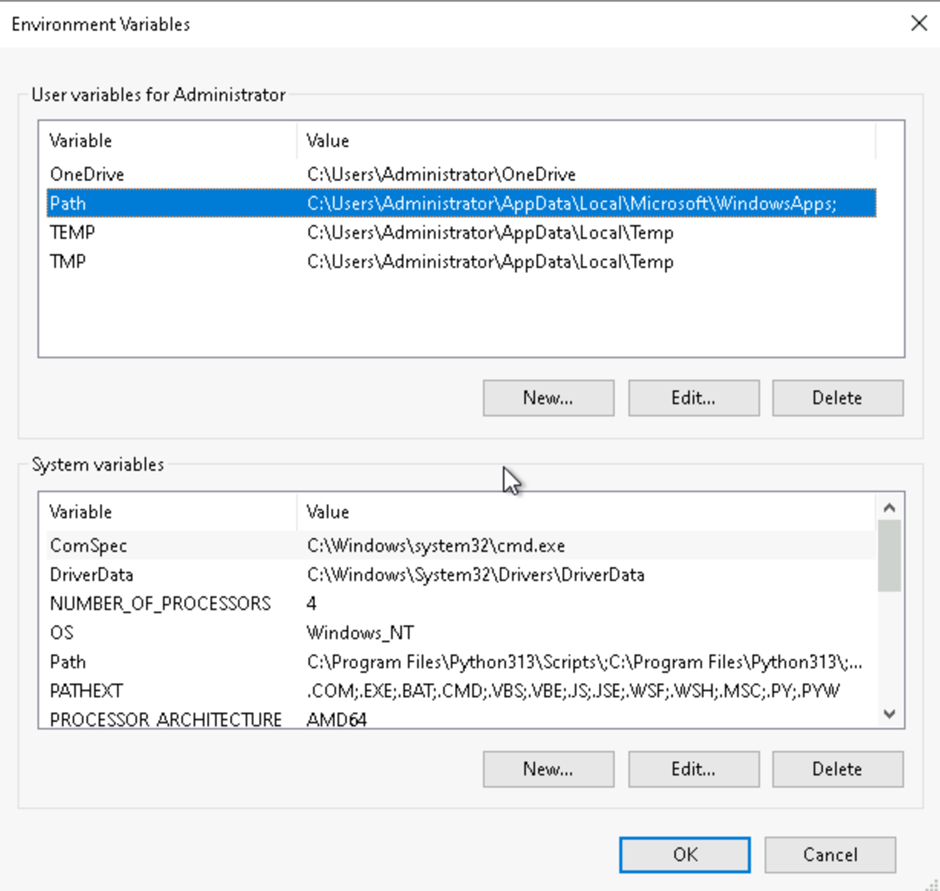 Environment Variables
User variables for Administrator
Variable Value
OneDrive C:\Users\Administrator\OneDrive
Path C:\Users\Administrator\AppData\Local\Microsoft\WindowsApps;
TEMP C:\Users\Administrator\AppData\Local\Temp
TMP C:\Users\Administrator\AppData\Local\Temp
New... Edit... Delete
System variables
Variable Value
ComSpec C:\Windows\system32\cmd.exe
DriverData C:\Windows\System32\Drivers\DriverData
NUMBER_OF_PROCESSORS 4
OS Windows_NT
Path C:\Program Files\Python313\Scripts\;C:\Program Files\Python313\;...
PATHEXT .COM;.EXE;.BAT;.CMD;.VBS;.VBE;.JS;.JSE;.WSF;.WSH;.MSC;.PY;.PYW
PROCESSOR_ARCHITECTURE AMD64
New... Edit... Delete
OK Cancel